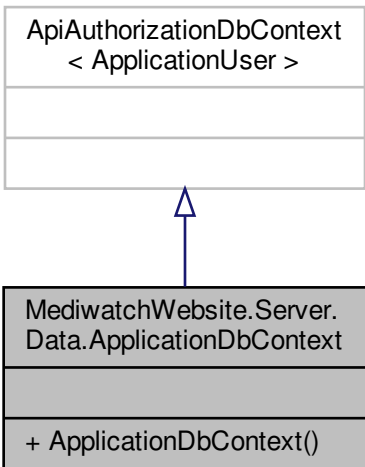 ApiAuthorizationDbContext
< ApplicationUser >
MediwatchWebsite.Server.
Data.ApplicationDbContext
+ ApplicationDbContext()